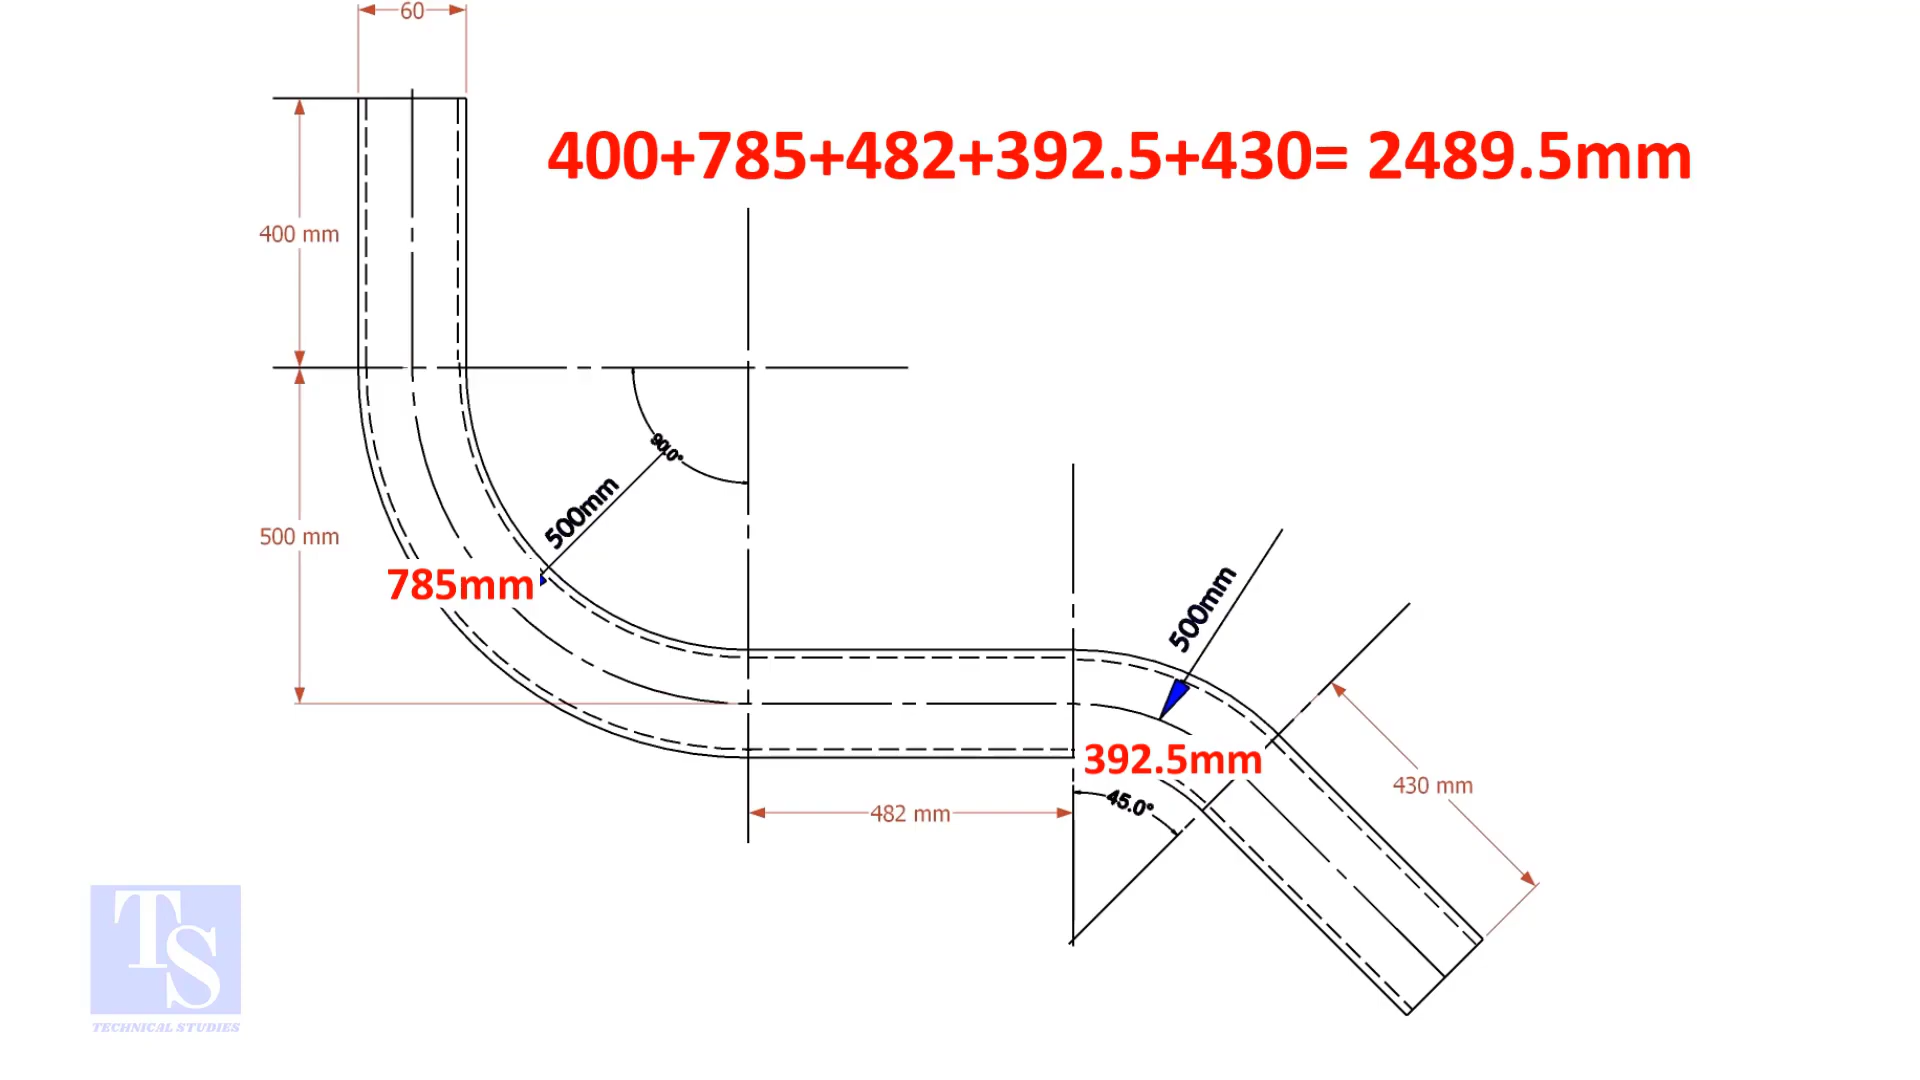 60
400+785+482+392.5+430= 2489.5mm
400 mm
90.0°
500mm
500 mm
785mm
500mm
392.5mm
430 mm
45.0°
482 mm
TS
TECHNICAL STUDIES